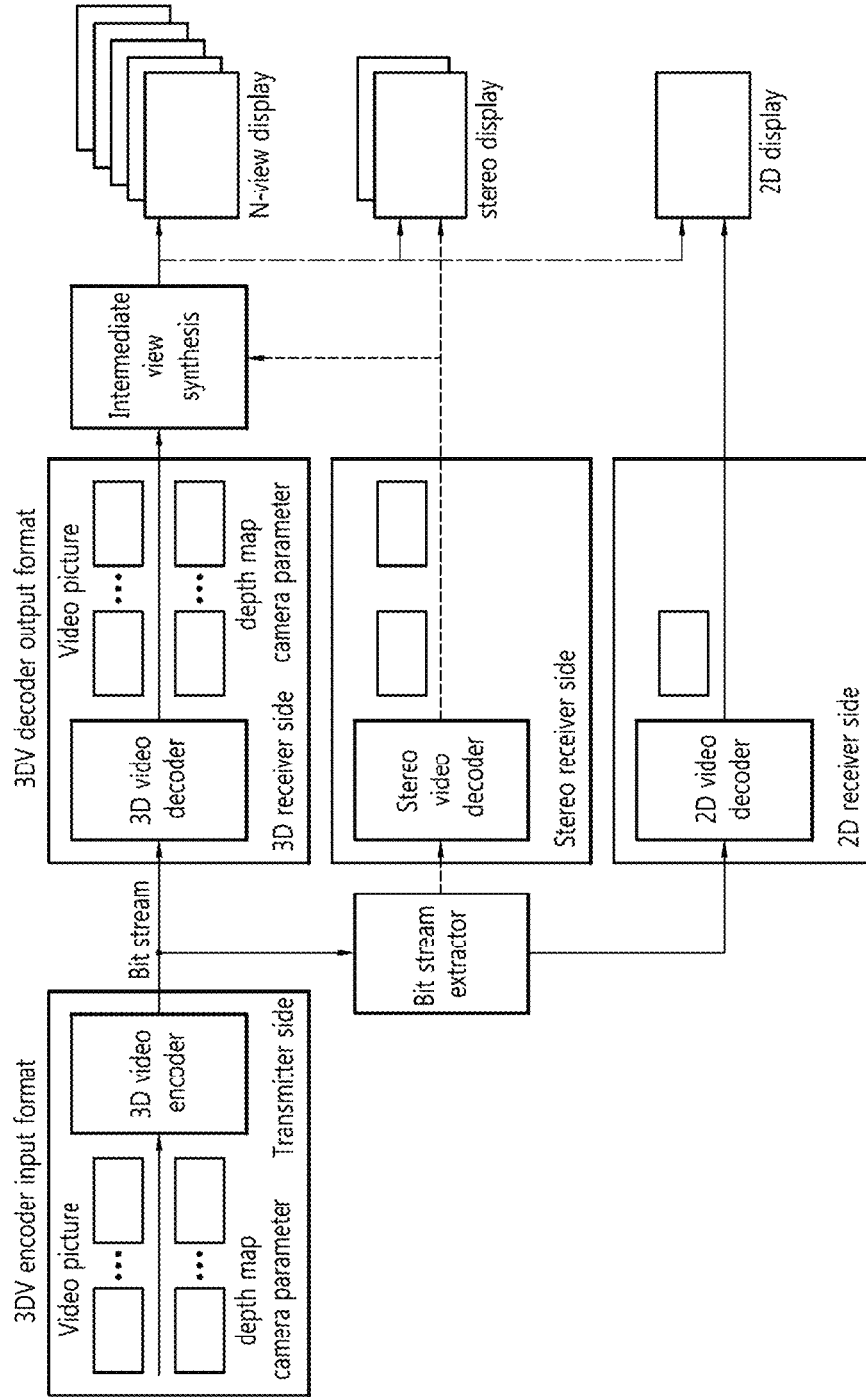 3DV encoder input format
Video picture
•••
•••
depth map
camera parameter
3D video
encoder
Transmitter side
Bit stream
Bit stream
extractor
3DV decoder output format
3D video
decoder
Video picture
•••
•••
depth map
camera parameter
3D receiver side
Stereo
video
decoder
Stereo receiver side
2D video
decoder
2D receiver side
Intermediate
view
synthesis
N-view display
stereo display
2D display